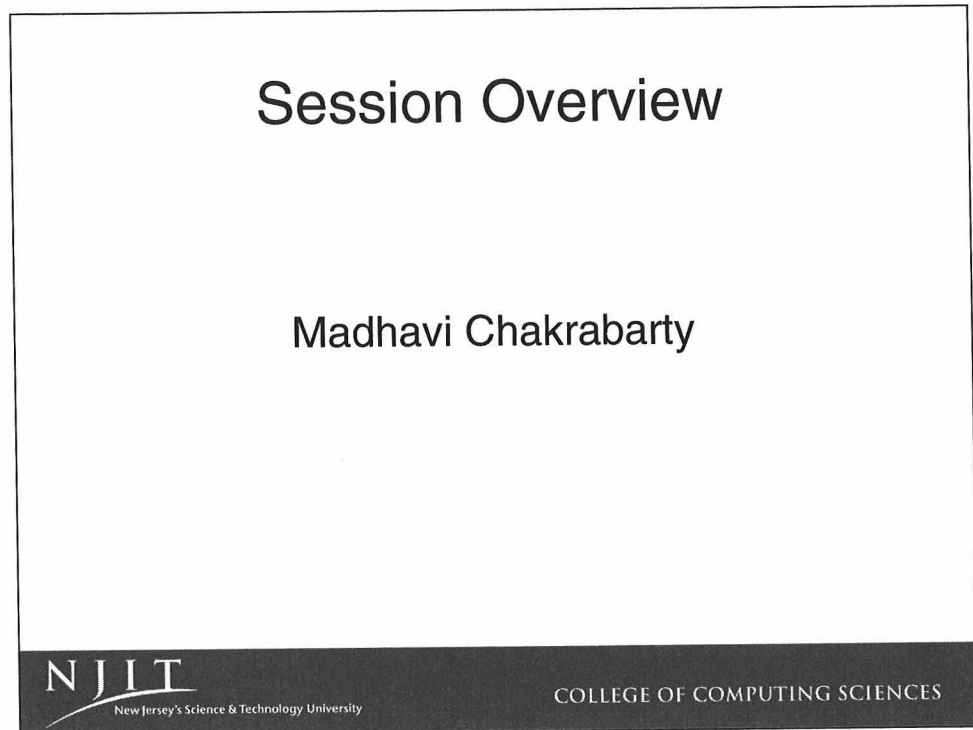 Session Overview
Madhavi Chakrabarty
NJIT
New Jersey's Science & Technology University
COLLEGE OF COMPUTING SCIENCES